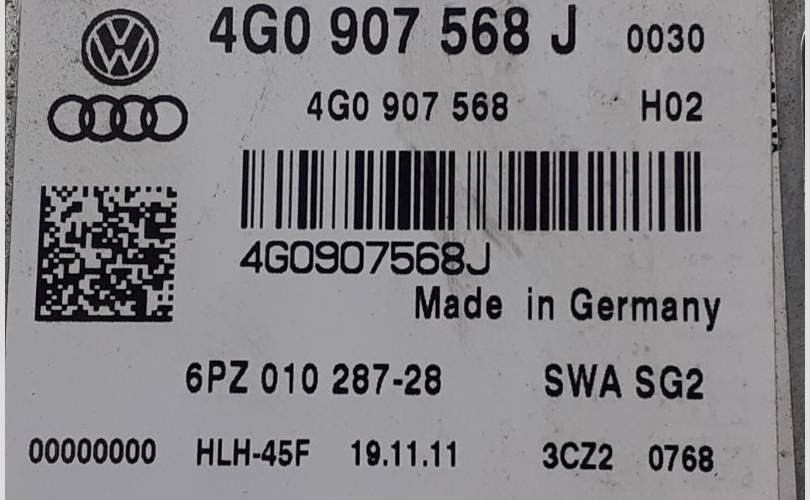 4G0 907 568 J 0030
4G0 907 568 H02
4G0907568J
Made in Germany
6PZ 010 287-28 SWA SG2
00000000 HLH-45F 19.11.11 3CZ2 0768